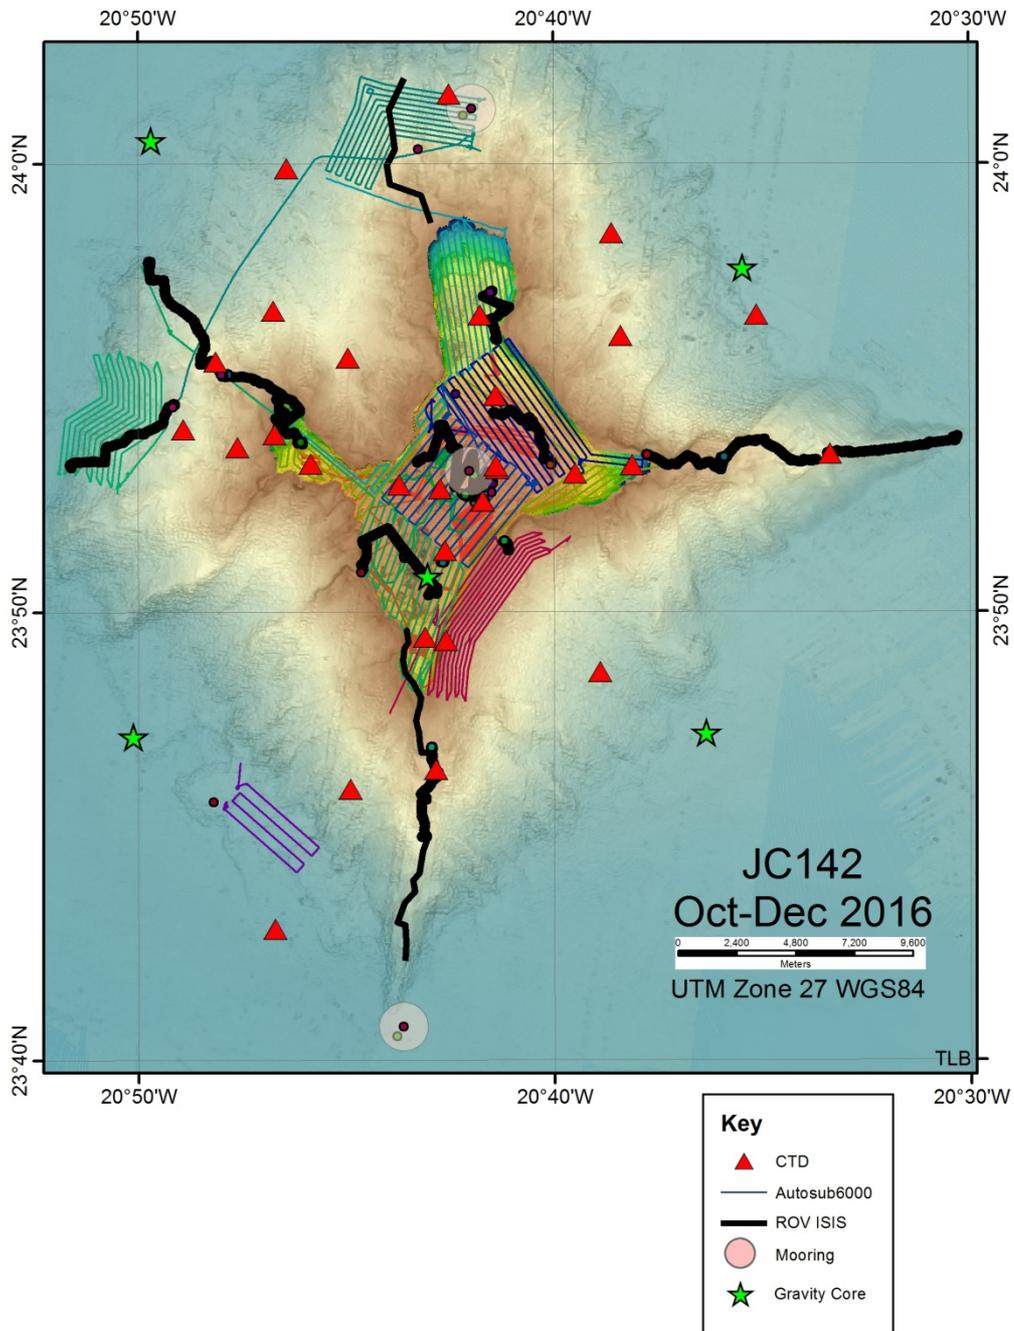 20°50'W 20°40'W 20°30'W
24°0'N 24°0'N
23°50'N 23°50'N
JC142
Oct-Dec 2016
0 2,400 4,800 7,200 9,600
Meters
UTM Zone 27 WGS84
TLB
23°40'N
20°50'W 20°40'W 20°30'W
Key
CTD
Autosub6000
ROV ISIS
Mooring
Gravity Core